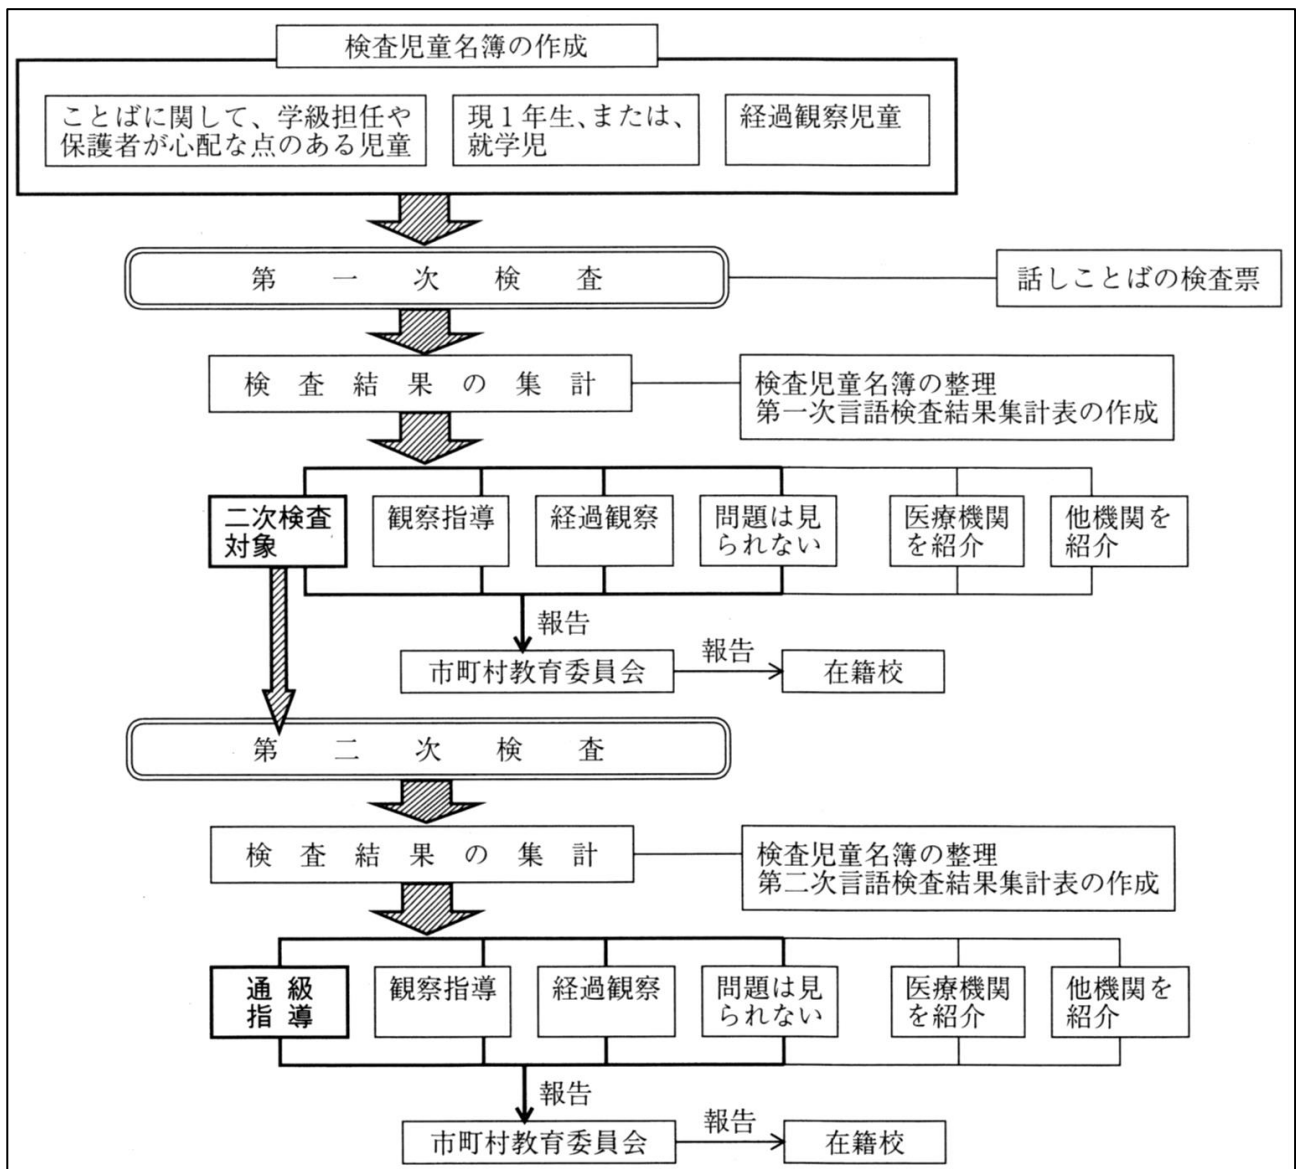 検査児童名簿の作成
ことばに関して、学級担任や
保護者が心配な点のある児童
現1年生、または、
就学児
経過観察児童
第一次検査
話しことばの検査票
検査結果の集計
検査児童名簿の整理
第一次言語検査結果集計表の作成
二次検査
対象
観察指導
経過観察
問題は見
られない
医療機関
を紹介
他機関を
紹介
報告
市町村教育委員会
報告
在籍校
第二次検査
検査結果の集計
検査児童名簿の整理
第二次言語検査結果集計表の作成
通級
指導
観察指導
経過観察
問題は見
られない
医療機関
を紹介
他機関を
紹介
報告
市町村教育委員会
報告
在籍校